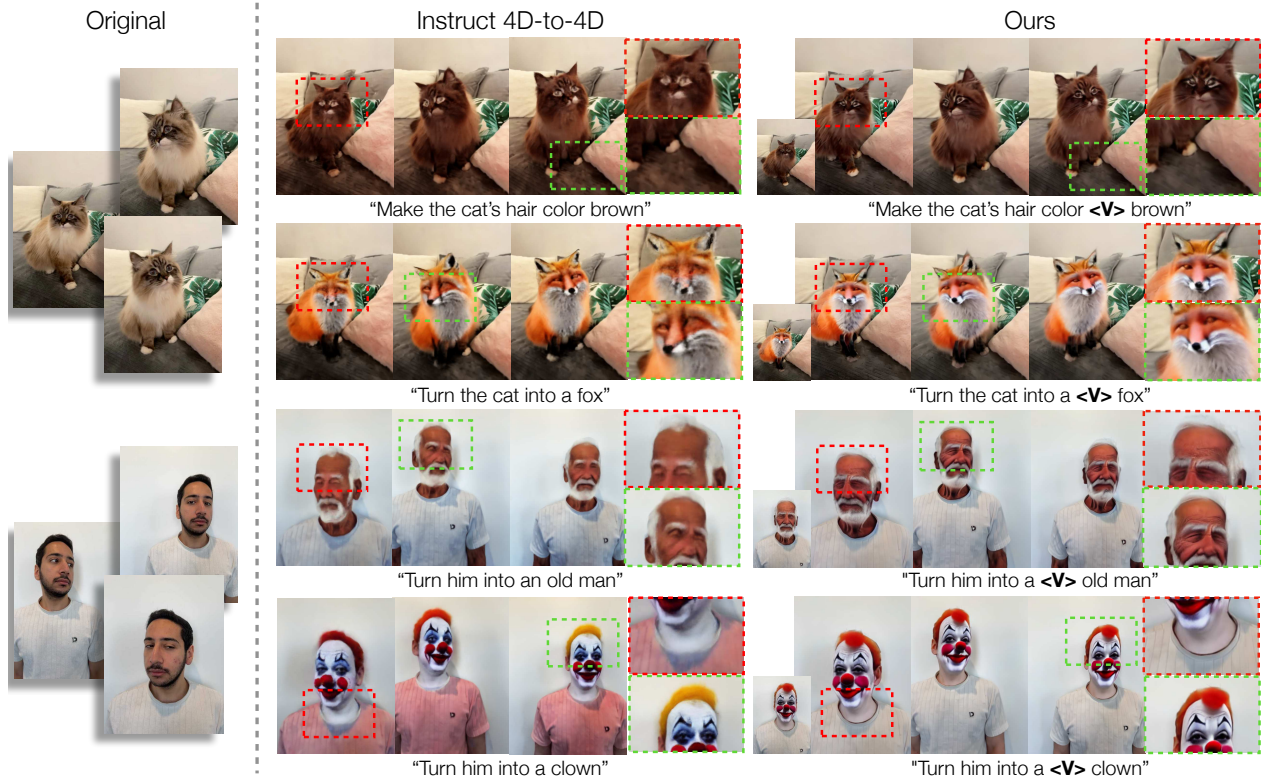 Original
Instruct 4D-to-4D
Ours
“Make the cat’s hair color brown”
“Make the cat’s hair color <V> brown”
“Turn the cat into a fox”
“Turn the cat into a <V> fox”
“Turn him into an old man”
"Turn him into a <V> old man”
“Turn him into a clown”
"Turn him into a <V> clown”